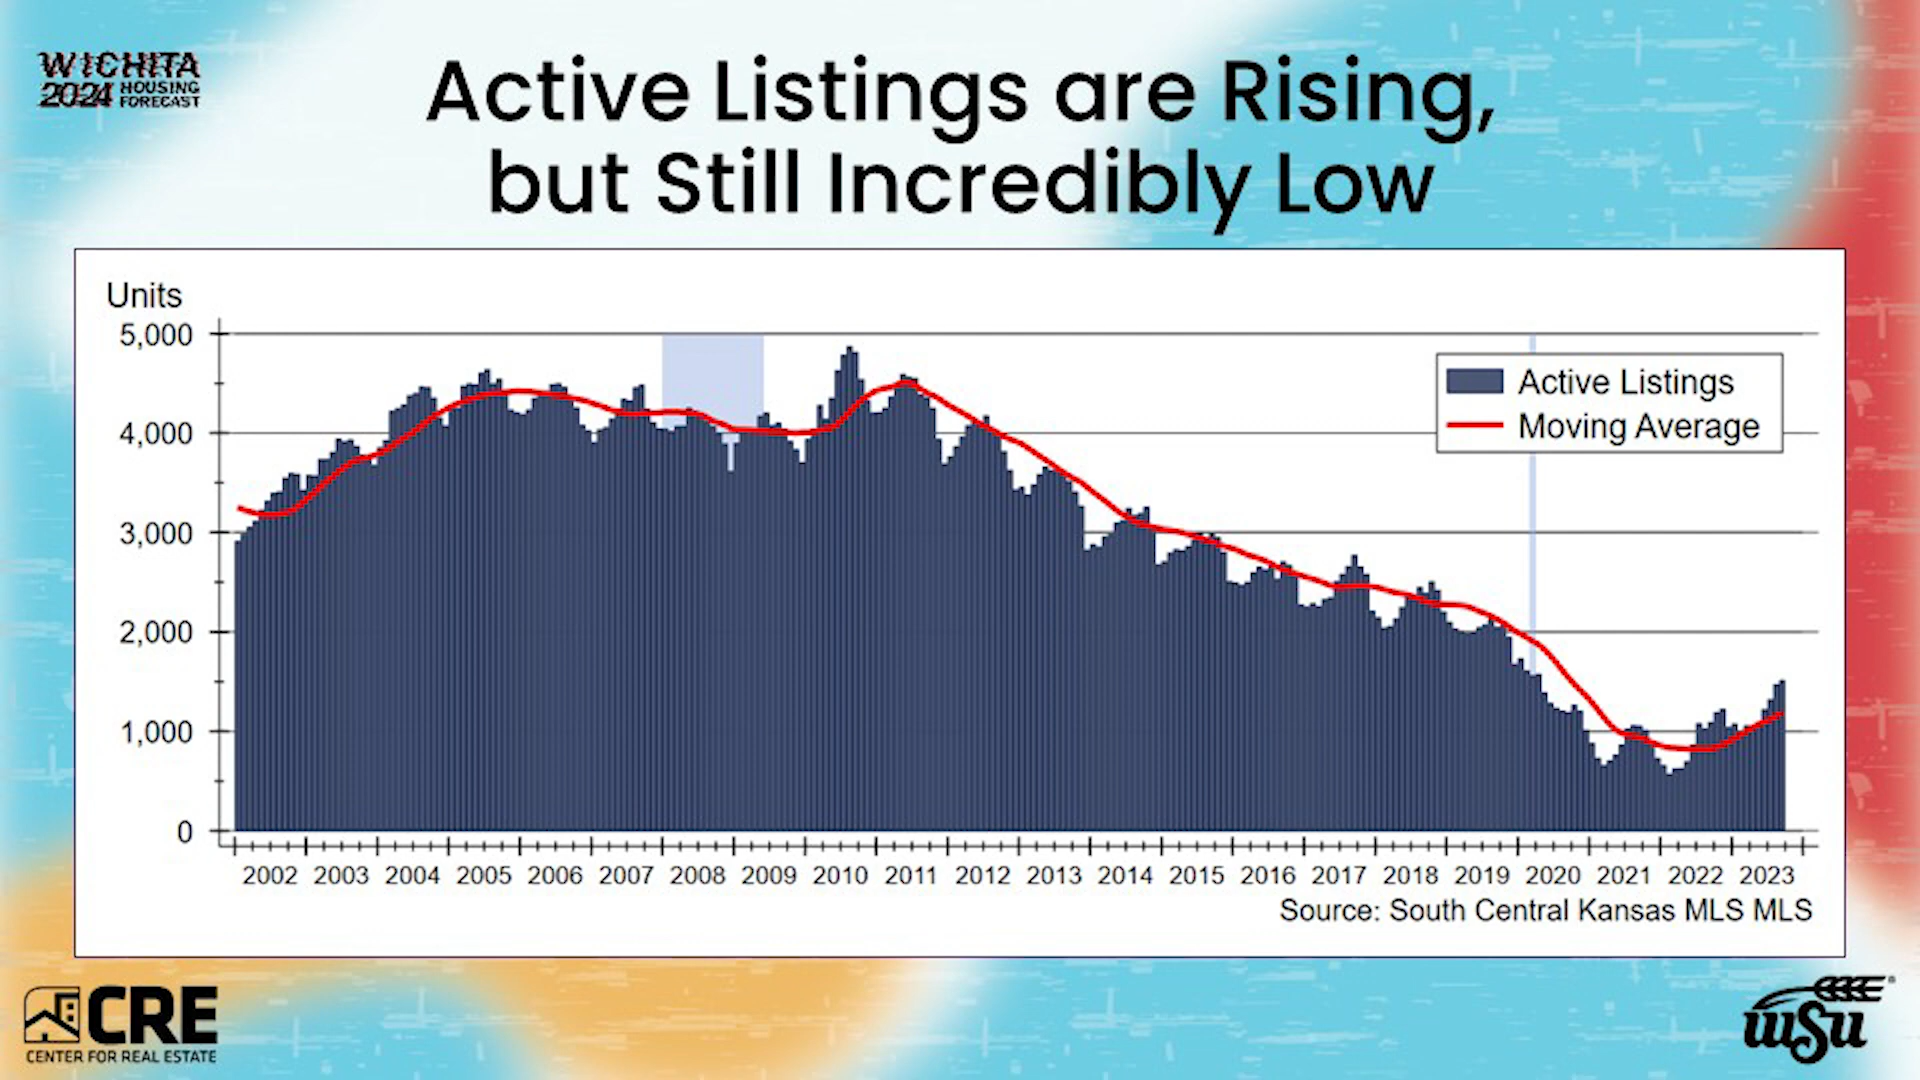 WICHITA
2024 HOUSING FORECAST
Active Listings are Rising,
but Still Incredibly Low
Units
5,000
4,000
3,000
2,000
1,000
0
Active Listings
Moving Average
2002 2003 2004 2005 2006 2007 2008 2009 2010 2011 2012 2013 2014 2015 2016 2017 2018 2019 2020 2021 2022 2023
Source: South Central Kansas MLS MLS
CRE
CENTER FOR REAL ESTATE
WSU®